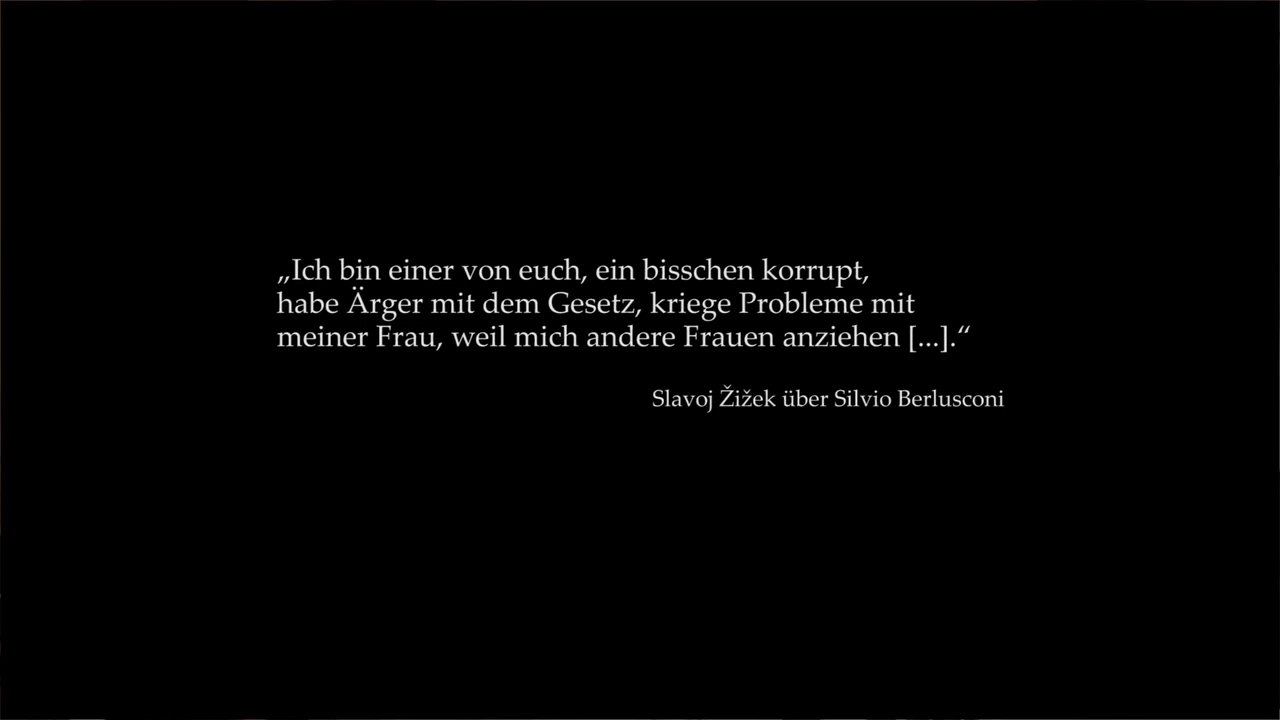 „Ich bin einer von euch, ein bisschen korrupt,
habe Ärger mit dem Gesetz, kriege Probleme mit
meiner Frau, weil mich andere Frauen anziehen [...].“
Slavoj Žižek über Silvio Berlusconi